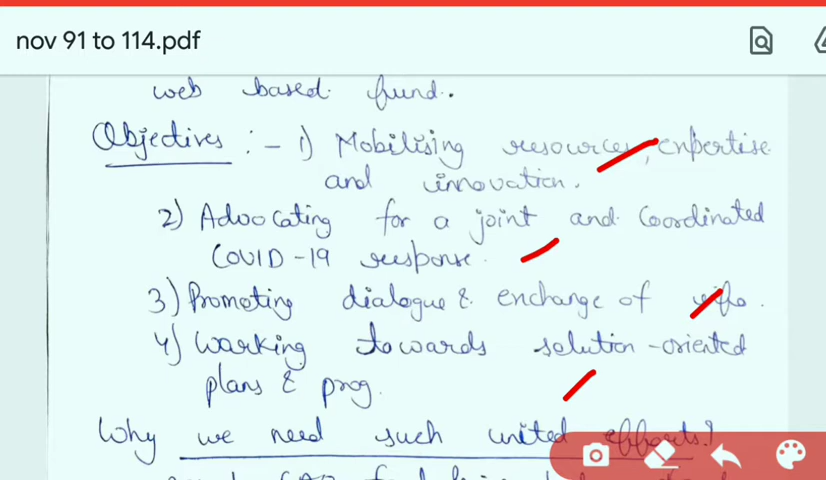 nov 91 to 114.pdf
web based fund.
Objectives :- 1) Mobilising resources, expertise
and innovation.
2) Advocating for a joint and coordinated
COVID-19 response.
3) Promoting dialogue & exchange of info.
4) Working towards solution-oriented
plans & prog.
Why we need such united efforts?